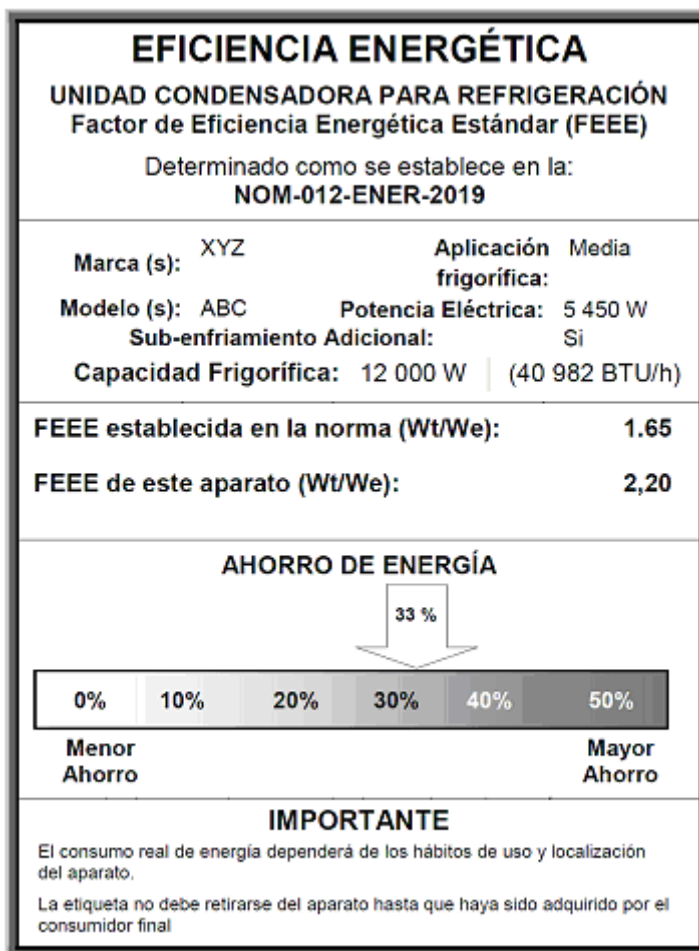 EFICIENCIA ENERGÉTICA
UNIDAD CONDENSADORA PARA REFRIGERACIÓN
Factor de Eficiencia Energética Estándar (FEEE)
Determinado como se establece en la:
NOM-012-ENER-2019
Marca (s): XYZ Aplicación frigorífica: Media
Modelo (s): ABC Potencia Eléctrica: 5 450 W
Sub-enfriamiento Adicional: Si
Capacidad Frigorífica: 12 000 W (40 982 BTU/h)
FEEE establecida en la norma (Wt/We): 1.65
FEEE de este aparato (Wt/We): 2,20
AHORRO DE ENERGÍA
33 %
0% 10% 20% 30% 40% 50%
Menor Ahorro Mayor Ahorro
IMPORTANTE
El consumo real de energía dependerá de los hábitos de uso y localización
del aparato.
La etiqueta no debe retirarse del aparato hasta que haya sido adquirido por el
consumidor final